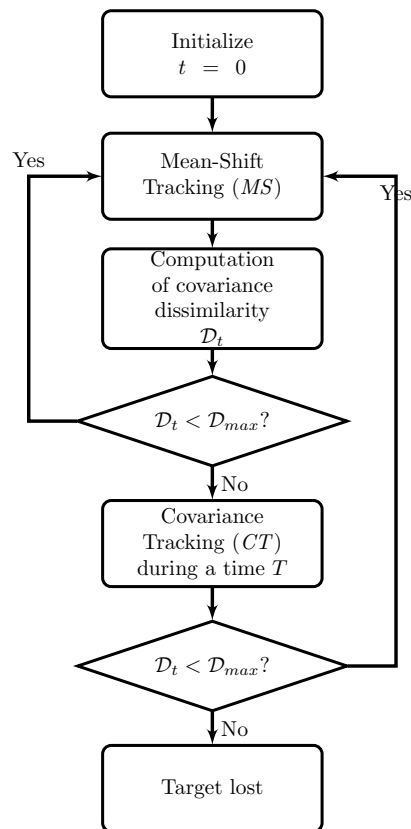 Initialize
t = 0
Yes
Mean-Shift
Tracking (MS)
Yes
Computation
of covariance
dissimilarity
𝒟ₜ
𝒟ₜ < 𝒟ₘₐₓ?
No
Covariance
Tracking (CT)
during a time T
𝒟ₜ < 𝒟ₘₐₓ?
No
Target lost